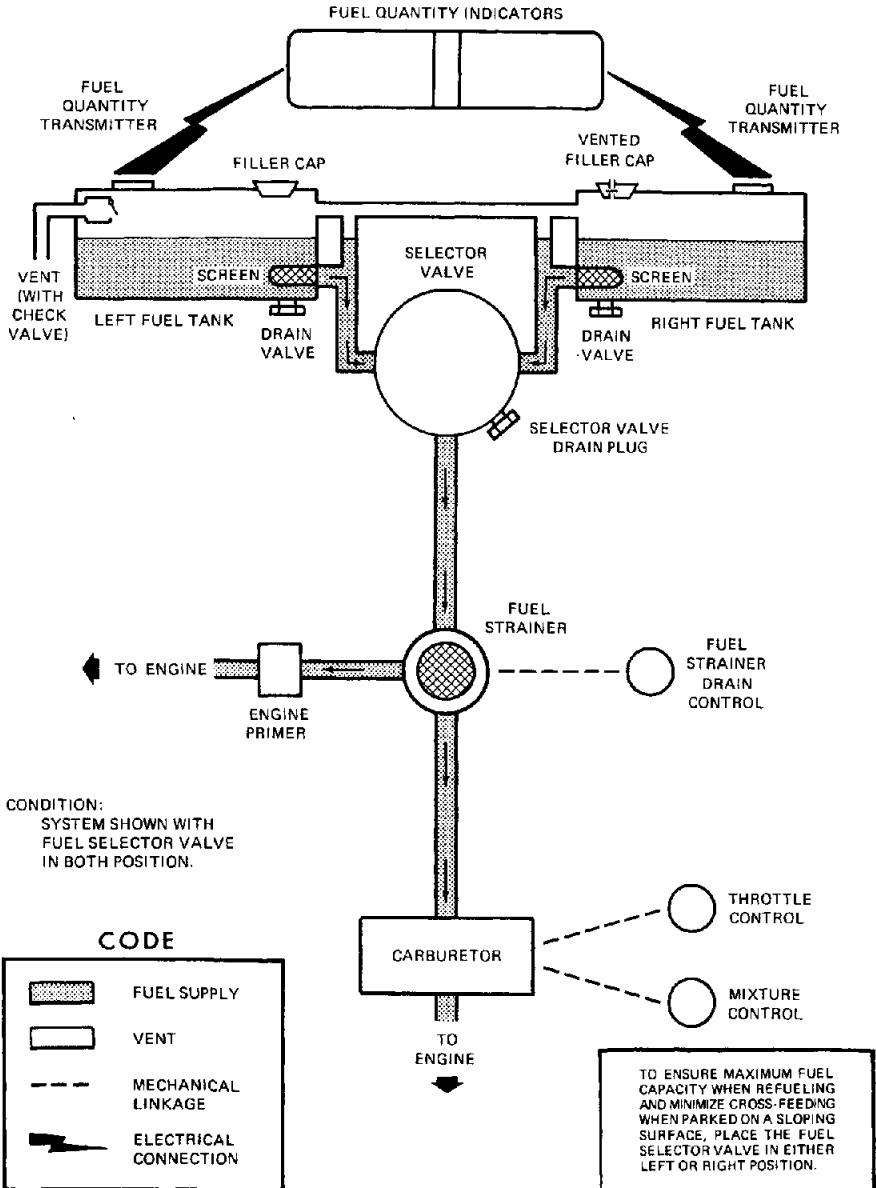 FUEL QUANTITY INDICATORS
FUEL
QUANTITY
TRANSMITTER
FUEL
QUANTITY
TRANSMITTER
FILLER CAP
VENTED
FILLER CAP
VENT
(WITH
CHECK
VALVE)
SCREEN
SELECTOR
VALVE
SCREEN
LEFT FUEL TANK
DRAIN
VALVE
DRAIN
VALVE
RIGHT FUEL TANK
SELECTOR VALVE
DRAIN PLUG
FUEL
STRAINER
TO ENGINE
ENGINE
PRIMER
FUEL
STRAINER
DRAIN
CONTROL
CONDITION:
SYSTEM SHOWN WITH
FUEL SELECTOR VALVE
IN BOTH POSITION.
THROTTLE
CONTROL
CARBURETOR
MIXTURE
CONTROL
TO
ENGINE
CODE
FUEL SUPPLY
VENT
MECHANICAL
LINKAGE
ELECTRICAL
CONNECTION
TO ENSURE MAXIMUM FUEL
CAPACITY WHEN REFUELING
AND MINIMIZE CROSS-FEEDING
WHEN PARKED ON A SLOPING
SURFACE, PLACE THE FUEL
SELECTOR VALVE IN EITHER
LEFT OR RIGHT POSITION.